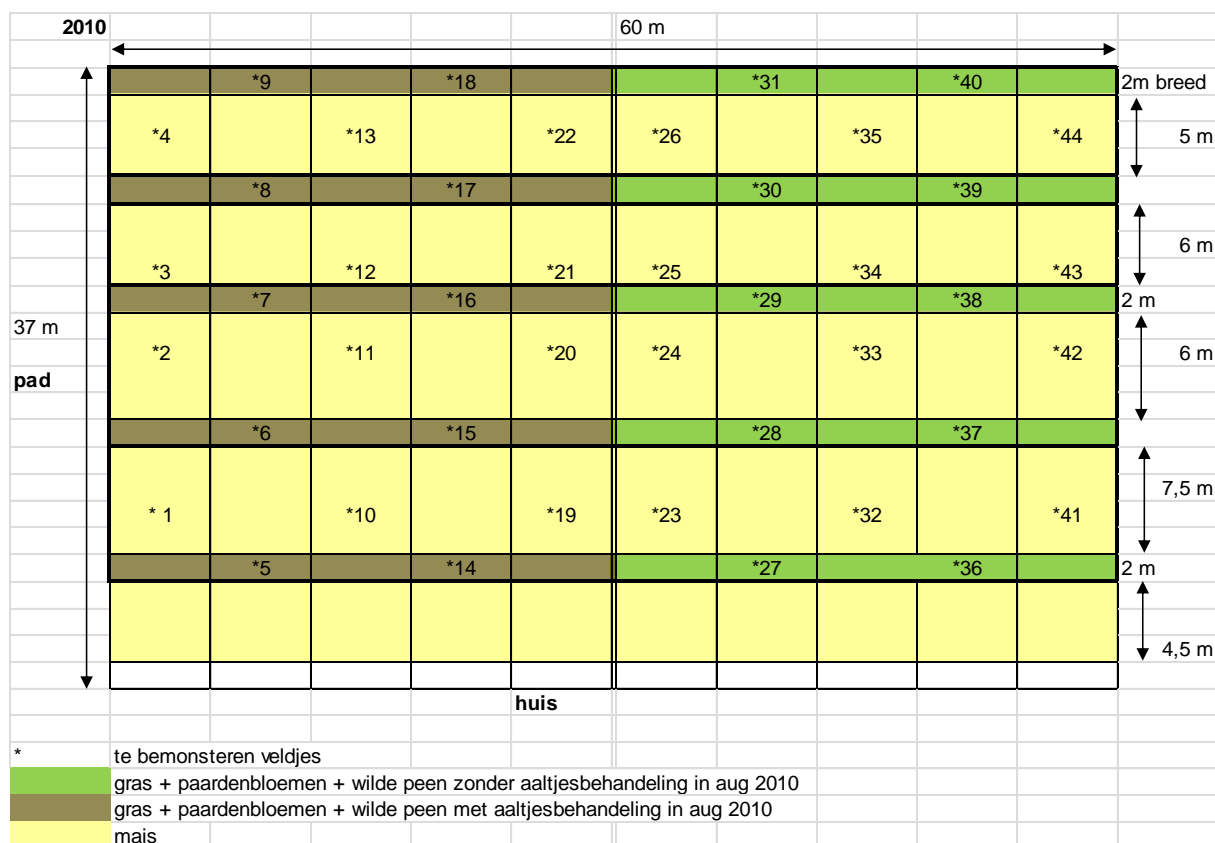 2010 60 m
*9 *18 *31 *40 2m breed
*4 *13 *22 *26 *35 *44 5 m
*8 *17 *30 *39
6 m
*3 *12 *21 *25 *34 *43
*7 *16 *29 *38 2 m
37 m
*2 *11 *20 *24 *33 *42 6 m
pad
*6 *15 *28 *37
7,5 m
* 1 *10 *19 *23 *32 *41
*5 *14 *27 *36 2 m
4,5 m
huis
* te bemonsteren veldjes
gras + paardenbloemen + wilde peen zonder aaltjesbehandeling in aug 2010
gras + paardenbloemen + wilde peen met aaltjesbehandeling in aug 2010
mais